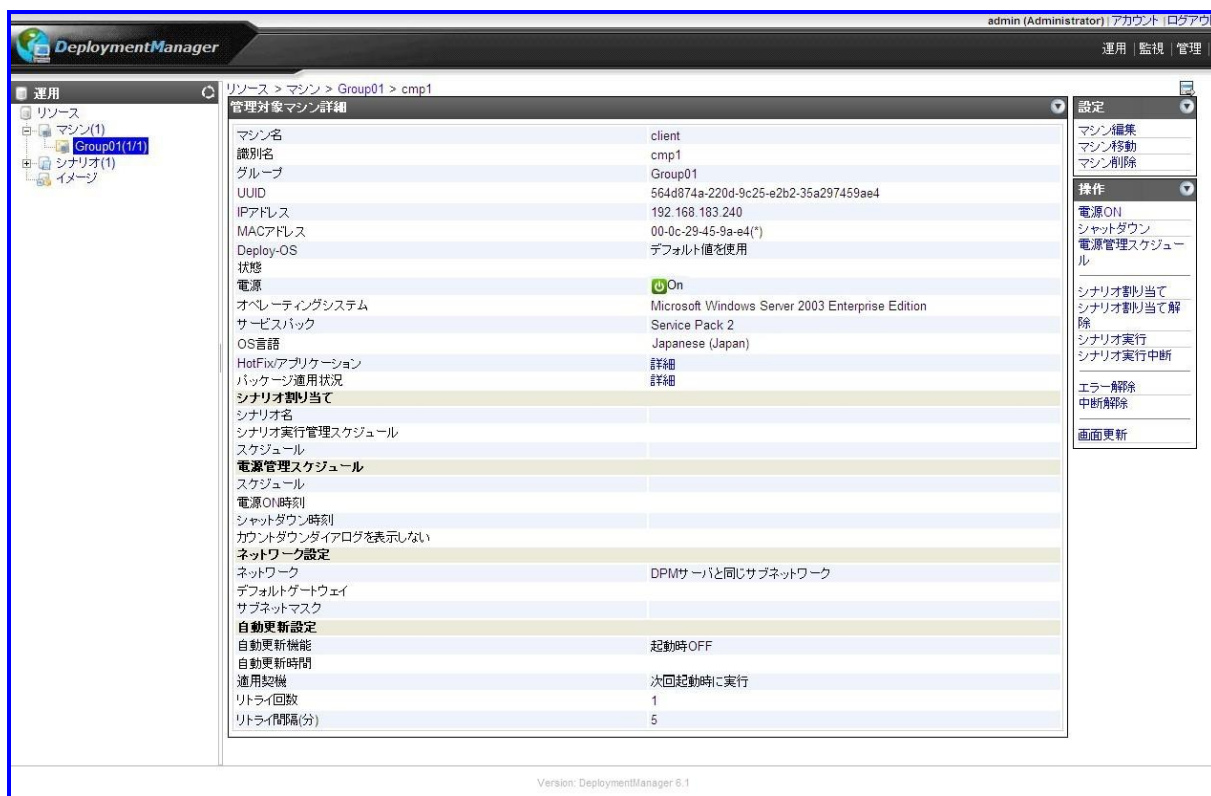 admin (Administrator) | アカウント | ログアウ
DeploymentManager
運用 | 監視 | 管理 |
運用
リソース
マシン(1)
Group01(1/1)
シナリオ(1)
イメージ
リソース > マシン > Group01 > cmp1
管理対象マシン詳細
マシン名 client
識別名 cmp1
グループ Group01
UUID 564d874a-220d-9c25-e2b2-35a297459ae4
IPアドレス 192.168.183.240
MACアドレス 00-0c-29-45-9a-e4(*)
Deploy-OS デフォルト値を使用
状態
電源 On
オペレーティングシステム Microsoft Windows Server 2003 Enterprise Edition
サービスパック Service Pack 2
OS言語 Japanese (Japan)
HotFix/アプリケーション 詳細
パッケージ適用状況 詳細
シナリオ割り当て
シナリオ名
シナリオ実行管理スケジュール
スケジュール
電源管理スケジュール
スケジュール
電源ON時刻
シャットダウン時刻
カウントダウンダイアログを表示しない
ネットワーク設定
ネットワーク DPMサーバと同じサブネットワーク
デフォルトゲートウェイ
サブネットマスク
自動更新設定
自動更新機能 起動時OFF
自動更新時間
適用契機 次回起動時に実行
リトライ回数 1
リトライ間隔(分) 5
設定
マシン編集
マシン移動
マシン削除
操作
電源ON
シャットダウン
電源管理スケジュー
ル
シナリオ割り当て
シナリオ割り当て解
除
シナリオ実行
シナリオ実行中断
エラー解除
中断解除
画面更新
Version: DeploymentManager 6.1